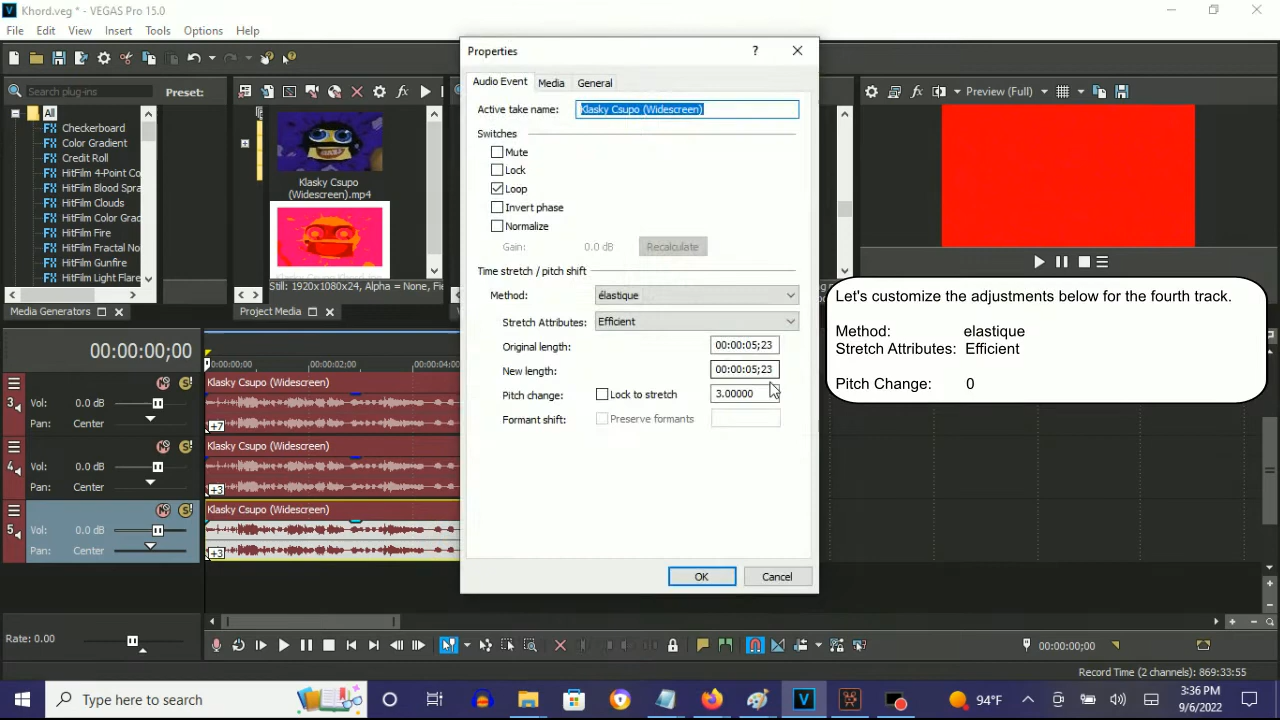 Khord.veg * - VEGAS Pro 15.0
File Edit View Insert Tools Options Help
Search plug-ins
Preset:
All
Checkerboard
Color Gradient
Credit Roll
HitFilm 4-Point Co
HitFilm Blood Spra
HitFilm Clouds
HitFilm Color Grac
HitFilm Fire
HitFilm Fractal No
HitFilm Gunfire
HitFilm Light Flare
Media Generators
Klasky Csupo
(Widescreen).mp4
Still: 1920x1080x24, Alpha = None, Fie
Project Media
Properties
Audio Event Media General
Active take name: Klasky Csupo (Widescreen)
Switches
Mute
Lock
Loop
Invert phase
Normalize
Gain: 0.0 dB Recalculate
Time stretch / pitch shift
Method: élastique
Stretch Attributes: Efficient
Original length: 00:00:05;23
New length: 00:00:05;23
Pitch change: Lock to stretch 3.00000
Formant shift: Preserve formants
OK Cancel
Preview (Full)
Let's customize the adjustments below for the fourth track.
Method: elastique
Stretch Attributes: Efficient
Pitch Change: 0
00:00:00;00
0:00:00;00 00:00:02;00 00:00:04;00
3 Vol: 0.0 dB
Pan: Center
Klasky Csupo (Widescreen)
+7
4 Vol: 0.0 dB
Pan: Center
Klasky Csupo (Widescreen)
+3
5 Vol: 0.0 dB
Pan: Center
Klasky Csupo (Widescreen)
+3
Rate: 0.00
00:00:00;00
Record Time (2 channels): 869:33:55
Type here to search
94°F
3:36 PM
9/6/2022